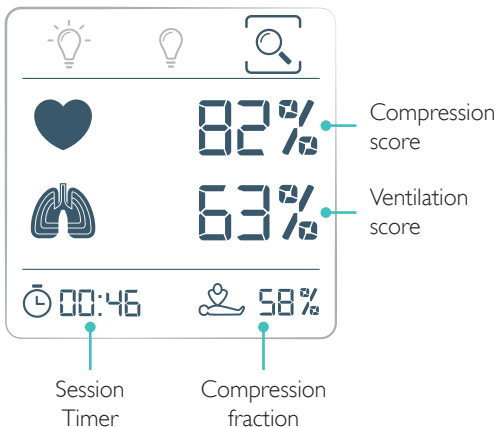 82%
Compression
score
63%
Ventilation
score
00:46
58%
Session
Timer
Compression
fraction